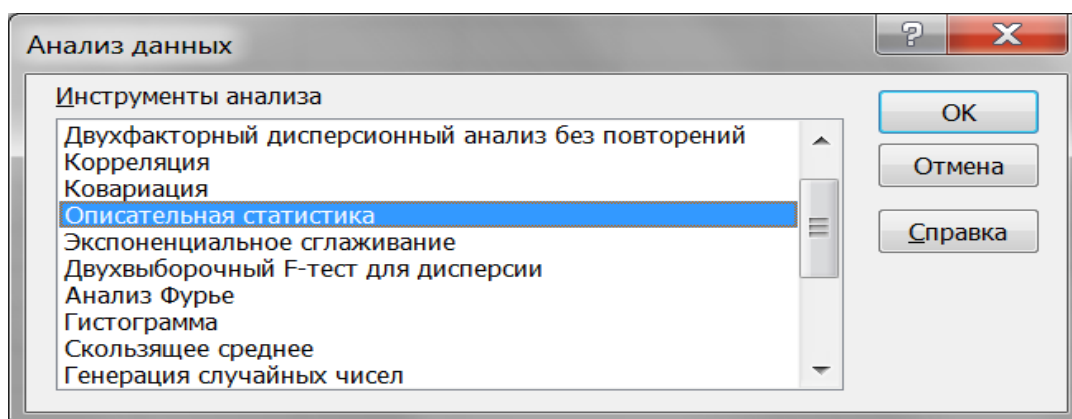 Анализ данных
Инструменты анализа
Двухфакторный дисперсионный анализ без повторений
Корреляция
Ковариация
Описательная статистика
Экспоненциальное сглаживание
Двухвыборочный F-тест для дисперсии
Анализ Фурье
Гистограмма
Скользящее среднее
Генерация случайных чисел
OK
Отмена
Справка